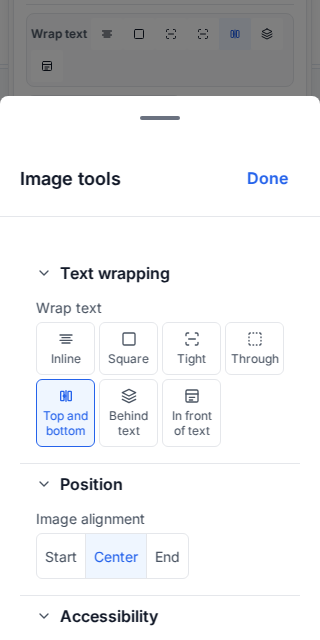 Wrap text
Image tools
Done
Text wrapping
Wrap text
Inline
Square
Tight
Through
Top and
bottom
Behind
text
In front
of text
Position
Image alignment
Start
Center
End
Accessibility